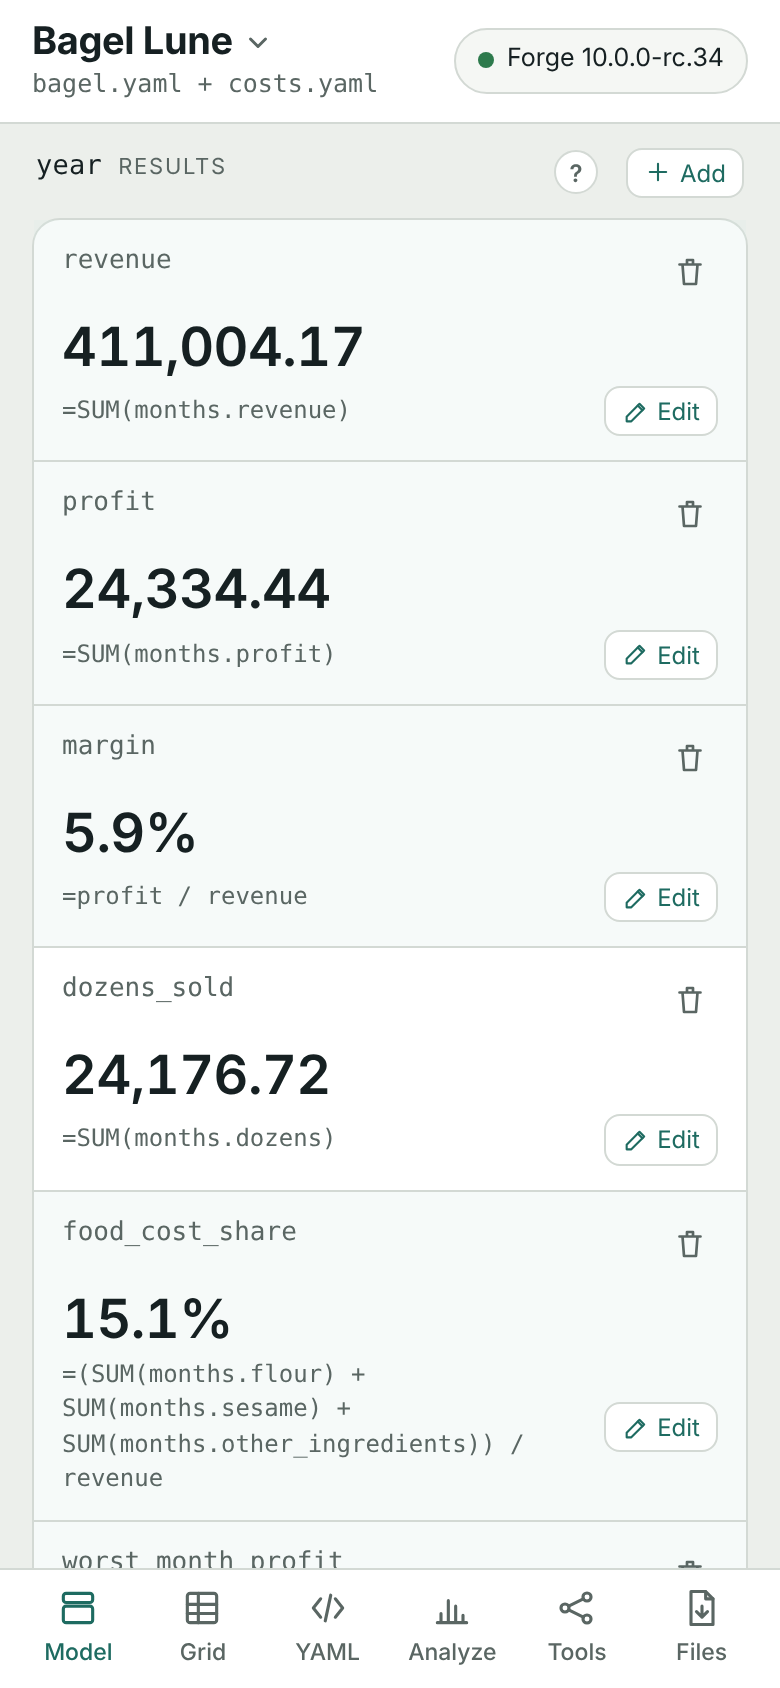 Bagel Lune
bagel.yaml + costs.yaml
Forge 10.0.0-rc.34
year RESULTS
?
+ Add
revenue
411,004.17
=SUM(months.revenue)
Edit
profit
24,334.44
=SUM(months.profit)
Edit
margin
5.9%
=profit / revenue
Edit
dozens_sold
24,176.72
=SUM(months.dozens)
Edit
food_cost_share
15.1%
=(SUM(months.flour) +
SUM(months.sesame) +
SUM(months.other_ingredients)) /
revenue
Edit
worst_month_profit
Model
Grid
YAML
Analyze
Tools
Files